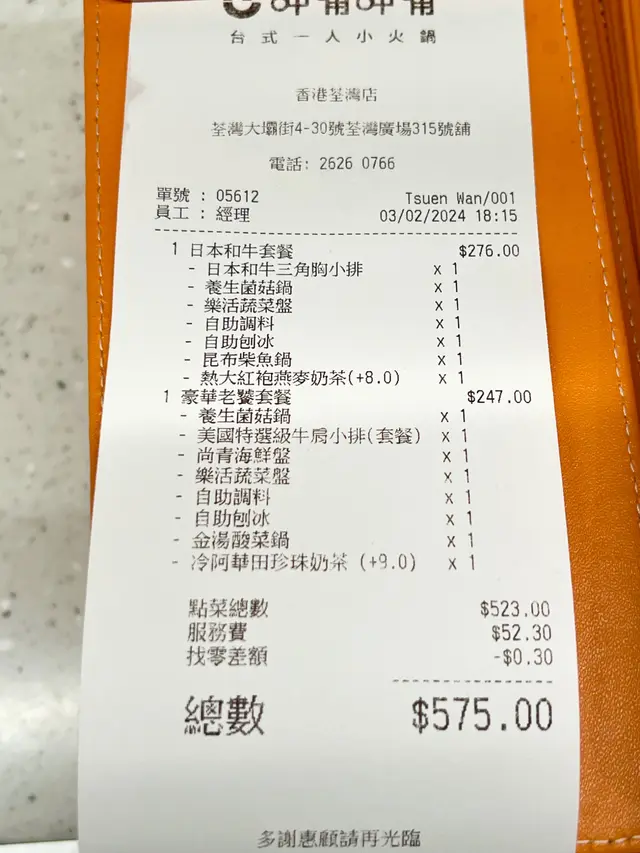 台式一人小火鍋
香港荃灣店
荃灣大壩街4-30號荃灣廣場315號舖
電話: 2626 0766
單號 : 05612 Tsuen Wan/001
員工 : 經理 03/02/2024 18:15
1 日本和牛套餐 $276.00
- 日本和牛三角胸小排 x 1
- 養生菌菇鍋 x 1
- 樂活蔬菜盤 x 1
- 自助調料 x 1
- 自助刨冰 x 1
- 昆布柴魚鍋 x 1
- 熱大紅袍燕麥奶茶(+8.0) x 1
1 豪華老饕套餐 $247.00
- 養生菌菇鍋 x 1
- 美國特選級牛肩小排(套餐) x 1
- 尚青海鮮盤 x 1
- 樂活蔬菜盤 x 1
- 自助調料 x 1
- 自助刨冰 x 1
- 金湯酸菜鍋 x 1
- 冷阿華田珍珠奶茶 (+9.0) x 1
點菜總數 $523.00
服務費 $52.30
找零差額 -$0.30
總數 $575.00
多謝惠顧請再光臨